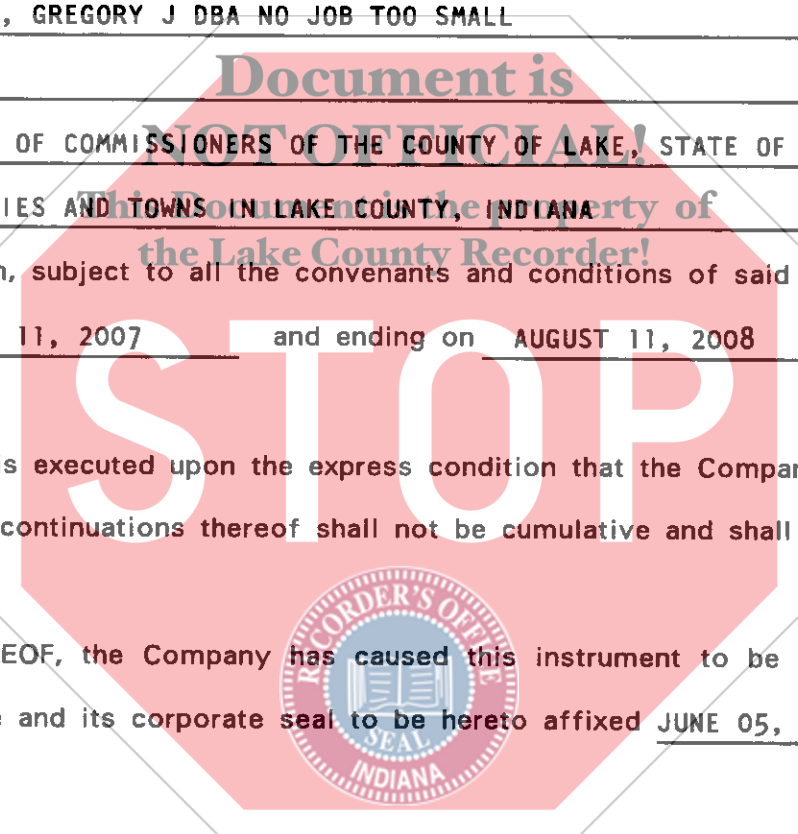 , GREGORY J DBA NO JOB TOO SMALL
Document is
NOT OFFICIAL!
OF COMMISSIONERS OF THE COUNTY OF LAKE, STATE OF
This Document is the property of
IES AND TOWNS IN LAKE COUNTY, INDIANA
the Lake County Recorder!
, subject to all the convenants and conditions of said
11, 2007 and ending on AUGUST 11, 2008
STOP
is executed upon the express condition that the Compa
continuations thereof shall not be cumulative and shall
RECORDER'S OFFICE
EOF, the Company has caused this instrument to be
and its corporate seal to be hereto affixed JUNE 05,
SEAL
INDIANA